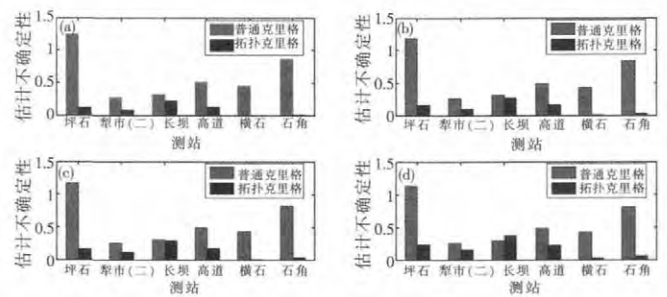 (a)
普通克里格
拓扑克里格
估计不确定性
1.5
1
0.5
0
坪石 犁市(二) 长坝 高道 横石 石角
测站
(b)
普通克里格
拓扑克里格
估计不确定性
1.5
1
0.5
0
坪石 犁市(二) 长坝 高道 横石 石角
测站
(c)
普通克里格
拓扑克里格
估计不确定性
1.5
1
0.5
0
坪石 犁市(二) 长坝 高道 横石 石角
测站
(d)
普通克里格
拓扑克里格
估计不确定性
1.5
1
0.5
0
坪石 犁市(二) 长坝 高道 横石 石角
测站